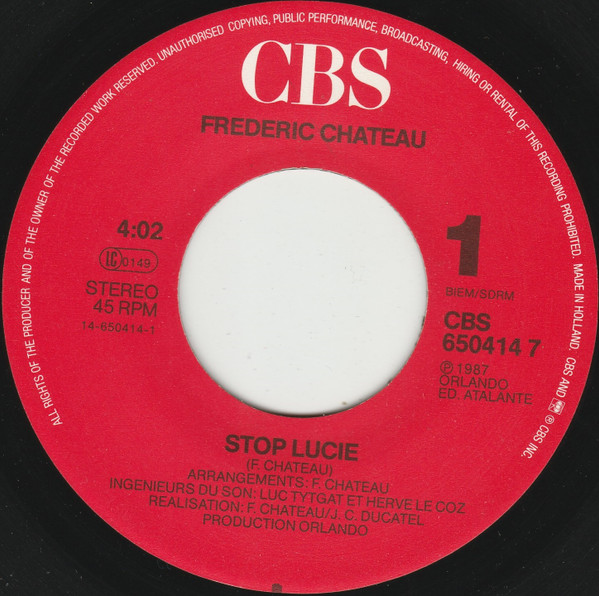 ALL RIGHTS OF THE PRODUCER AND OF THE OWNER OF THE RECORDED WORK RESERVED. UNAUTHORISED COPYING, PUBLIC PERFORMANCE, BROADCASTING, HIRING OR RENTAL OF THIS RECORDING PROHIBITED. MADE IN HOLLAND. CBS AND ℗ CBS INC.
CBS
FREDERIC CHATEAU
4:02
LC 0149
STEREO
45 RPM
14-650414-1
1
BIEM/SDRM
CBS
650414 7
℗ 1987
ORLANDO
ED. ATALANTE
STOP LUCIE
(F. CHATEAU)
ARRANGEMENTS: F. CHATEAU
INGENIEURS DU SON: LUC TYTGAT ET HERVE LE COZ
REALISATION: F. CHATEAU/J. C. DUCATEL
PRODUCTION ORLANDO